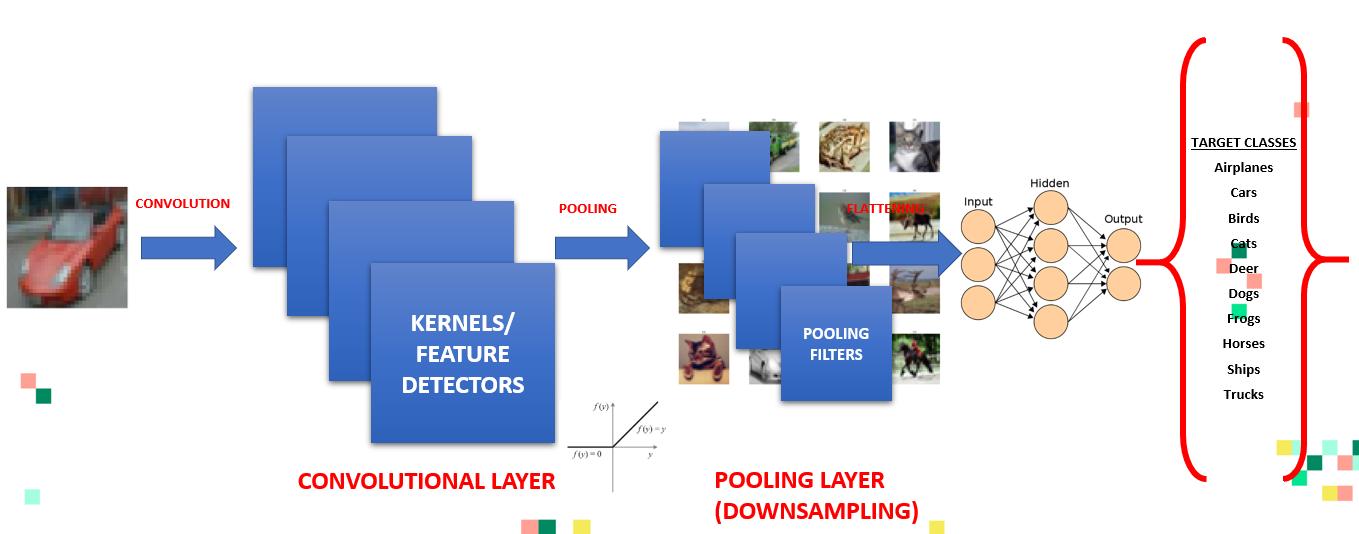 CONVOLUTION
KERNELS/
FEATURE
DETECTORS
CONVOLUTIONAL LAYER
f(y)
f(y) = y
f(y) = 0
y
POOLING
POOLING
FILTERS
POOLING LAYER
(DOWNSAMPLING)
FLATTENING
Input
Hidden
Output
TARGET CLASSES
Airplanes
Cars
Birds
Cats
Deer
Dogs
Frogs
Horses
Ships
Trucks